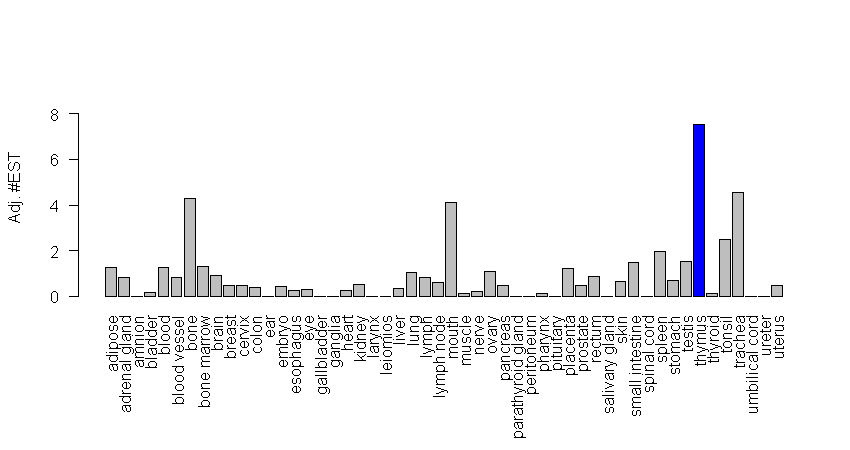 8
6
4
2
0
Adj. #EST
adipose
adrenal gland
amnion
bladder
blood
blood vessel
bone
bone marrow
brain
breast
cervix
colon
ear
embryo
esophagus
eye
gallbladder
ganglia
heart
kidney
larynx
leiomios
liver
lung
lymph
lymph node
mouth
muscle
nerve
ovary
pancreas
parathyroid gland
peritoneum
pharynx
pituitary
placenta
prostate
rectum
salivary gland
skin
small intestine
spinal cord
spleen
stomach
testis
thymus
thyroid
tonsil
trachea
umbilical cord
ureter
uterus